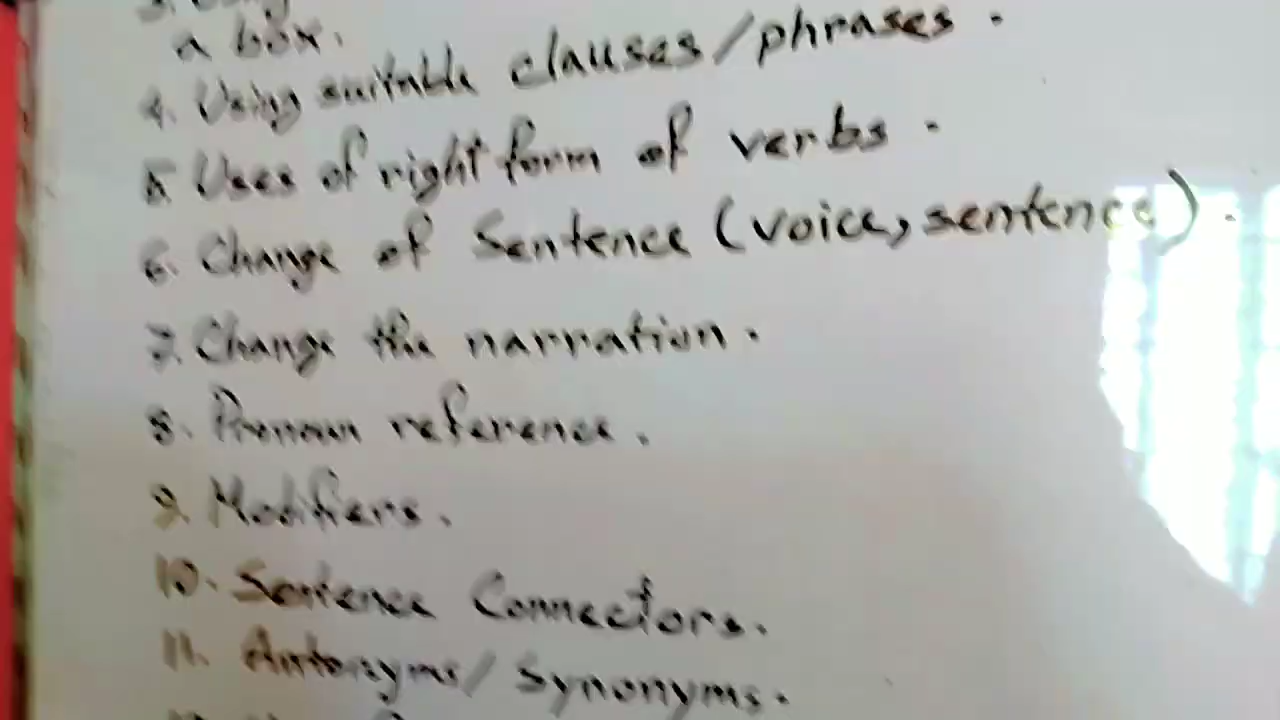 a box.
4. Using suitable clauses/phrases.
5. Uses of right form of verbs.
6. Change of Sentence (voice, sentence).
7. Change the narration.
8. Pronoun reference.
9. Modifiers.
10. Sentence Connectors.
11. Antonyms/synonyms.